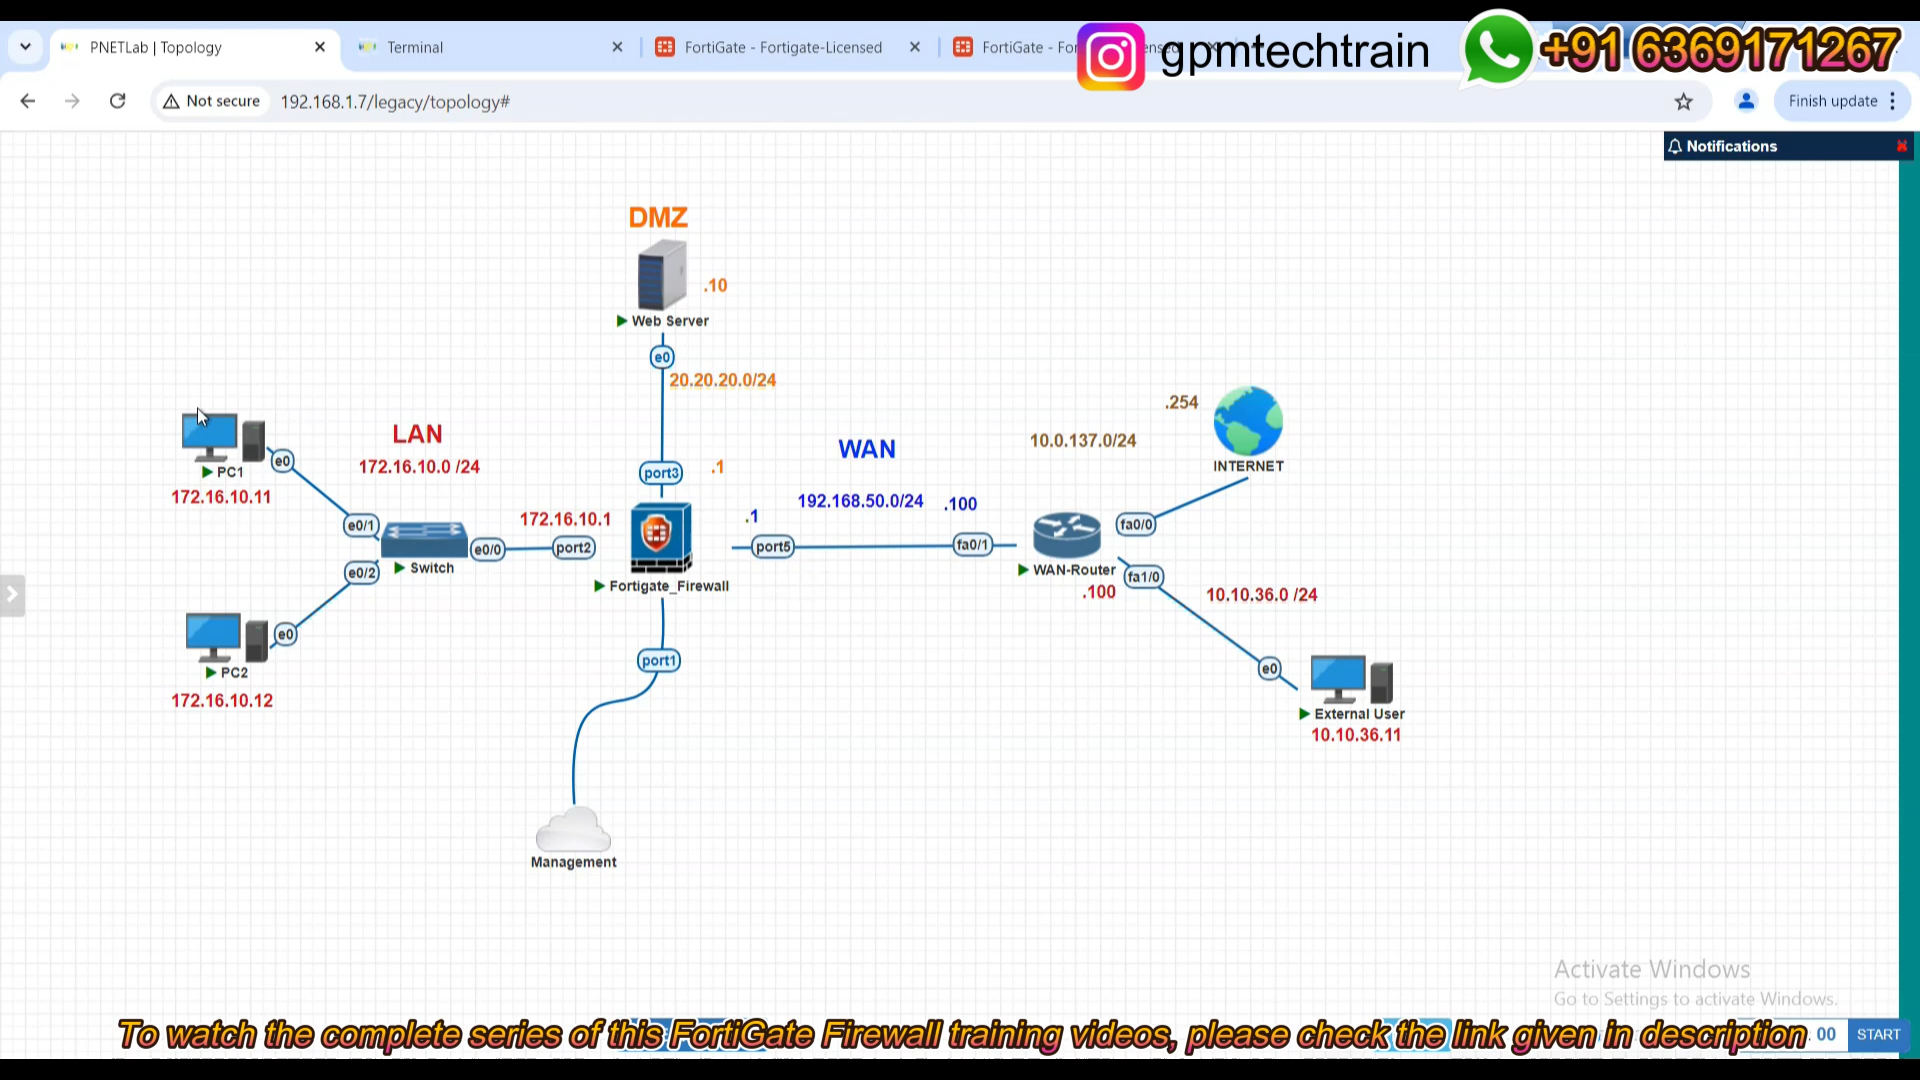 PNETLab | Topology
Terminal
FortiGate - Fortigate-Licensed
FortiGate - For
gpmtechtrain
+91 6369171267
Not secure
192.168.1.7/legacy/topology#
Finish update
Notifications
DMZ
.10
Web Server
e0
20.20.20.0/24
.254
LAN
172.16.10.0 /24
WAN
10.0.137.0/24
INTERNET
e0
PC1
172.16.10.11
port3
.1
192.168.50.0/24
.100
e0/1
172.16.10.1
.1
fa0/0
e0/0
port2
port5
fa0/1
e0/2
Switch
Fortigate_Firewall
WAN-Router
fa1/0
.100
10.10.36.0 /24
e0
PC2
172.16.10.12
port1
e0
External User
10.10.36.11
Management
Activate Windows
Go to Settings to activate Windows.
To watch the complete series of this FortiGate Firewall training videos, please check the link given in description
: 00
START